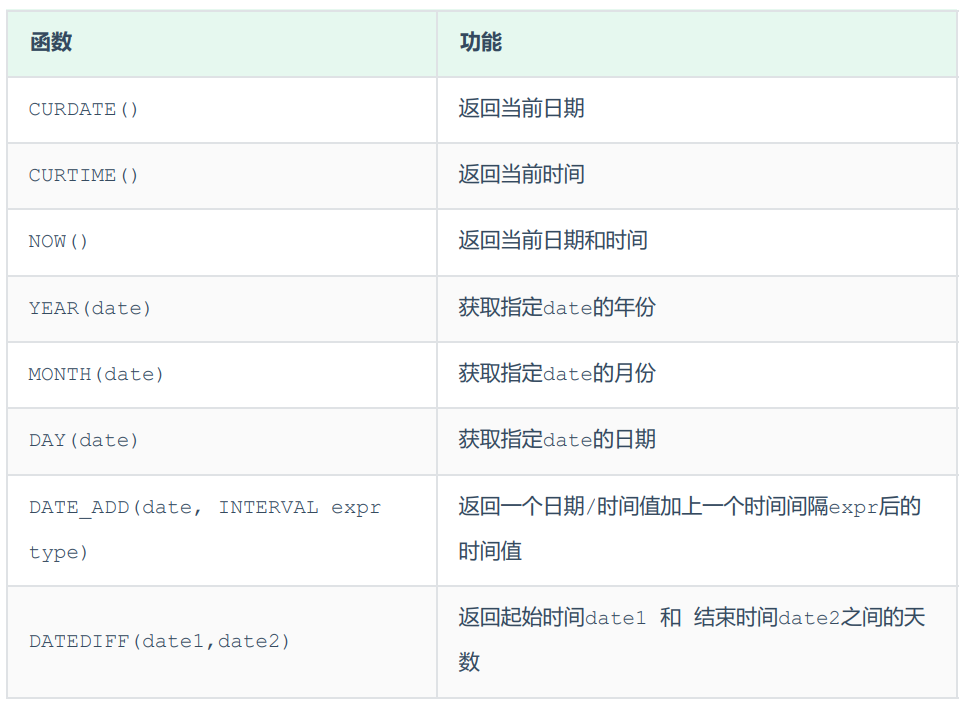 函数 功能
CURDATE() 返回当前日期
CURTIME() 返回当前时间
NOW() 返回当前日期和时间
YEAR(date) 获取指定date的年份
MONTH(date) 获取指定date的月份
DAY(date) 获取指定date的日期
DATE_ADD(date, INTERVAL expr
type)
返回一个日期/时间值加上一个时间间隔expr后的
时间值
DATEDIFF(date1,date2)
返回起始时间date1 和 结束时间date2之间的天
数